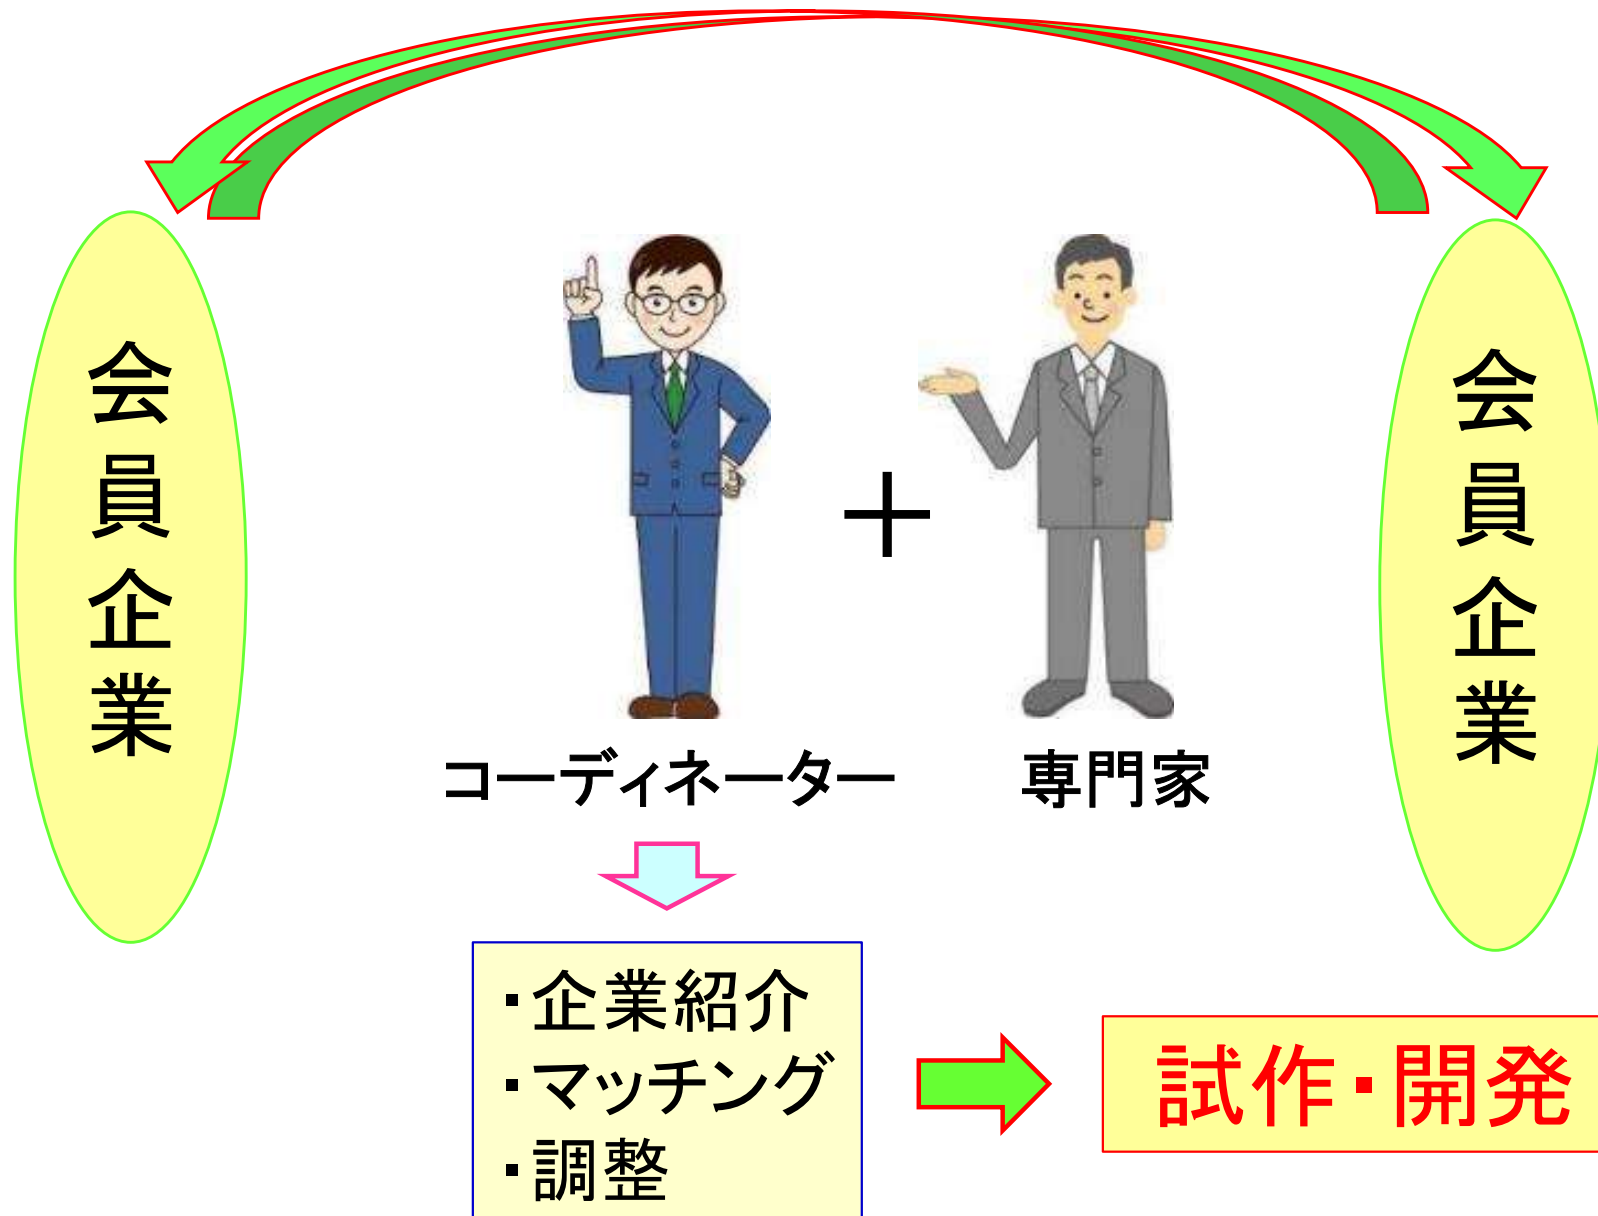 会員企業
会員企業
コーディネーター
専門家
・企業紹介
・マッチング
・調整
試作・開発